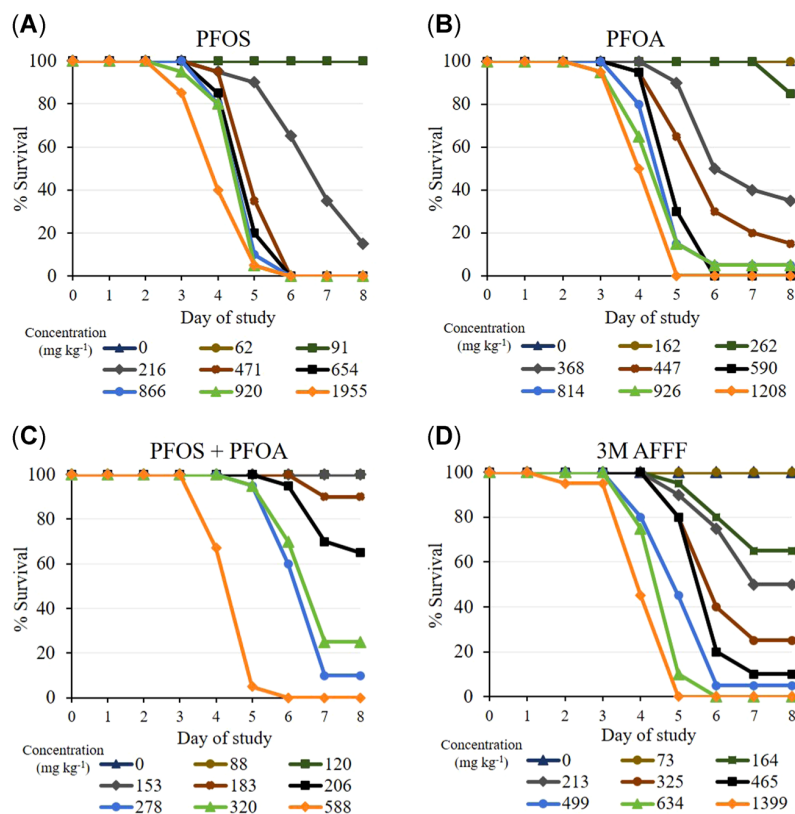 (A)
PFOS
100
80
60
40
20
0
% Survival
0 1 2 3 4 5 6 7 8
Day of study
Concentration
(mg kg⁻¹)
0 62 91
216 471 654
866 920 1955
(B)
PFOA
100
80
60
40
20
0
% Survival
0 1 2 3 4 5 6 7 8
Day of study
Concentration
(mg kg⁻¹)
0 162 262
368 447 590
814 926 1208
(C)
PFOS + PFOA
100
80
60
40
20
0
% Survival
0 1 2 3 4 5 6 7 8
Day of study
Concentration
(mg kg⁻¹)
0 88 120
153 183 206
278 320 588
(D)
3M AFFF
100
80
60
40
20
0
% Survival
0 1 2 3 4 5 6 7 8
Day of study
Concentration
(mg kg⁻¹)
0 73 164
213 325 465
499 634 1399